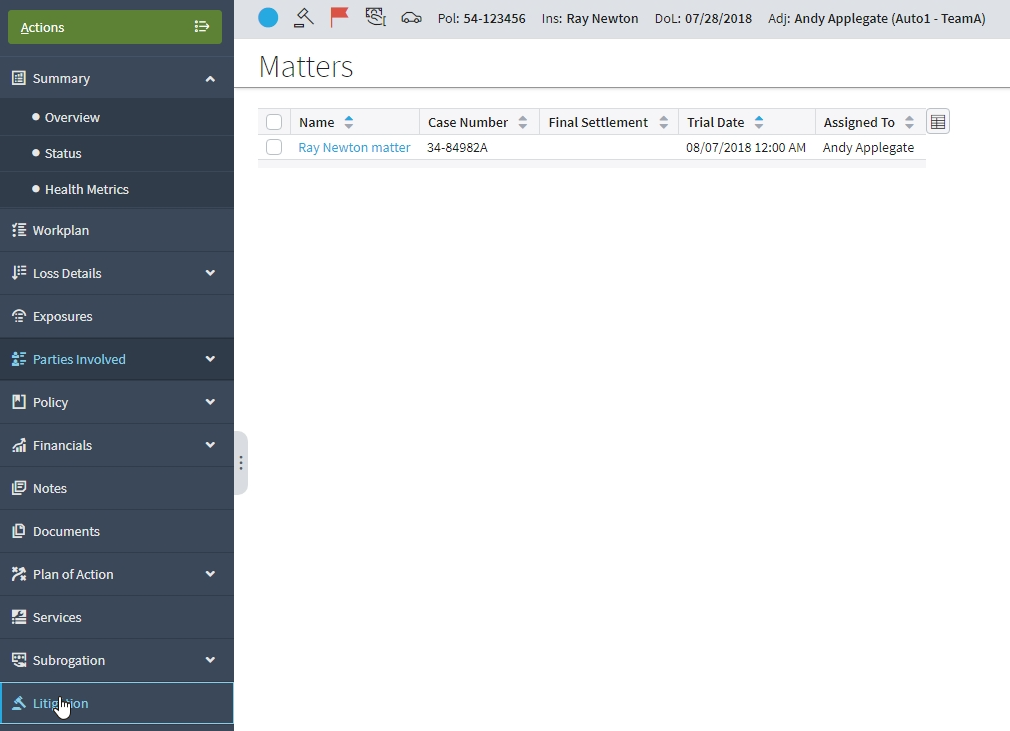 Actions
Pol: 54-123456 Ins: Ray Newton DoL: 07/28/2018 Adj: Andy Applegate (Auto1 - TeamA)
Summary
Overview
Status
Health Metrics
Workplan
Loss Details
Exposures
Parties Involved
Policy
Financials
Notes
Documents
Plan of Action
Services
Subrogation
Litigation
Matters
Name Case Number Final Settlement Trial Date Assigned To
Ray Newton matter 34-84982A 08/07/2018 12:00 AM Andy Applegate